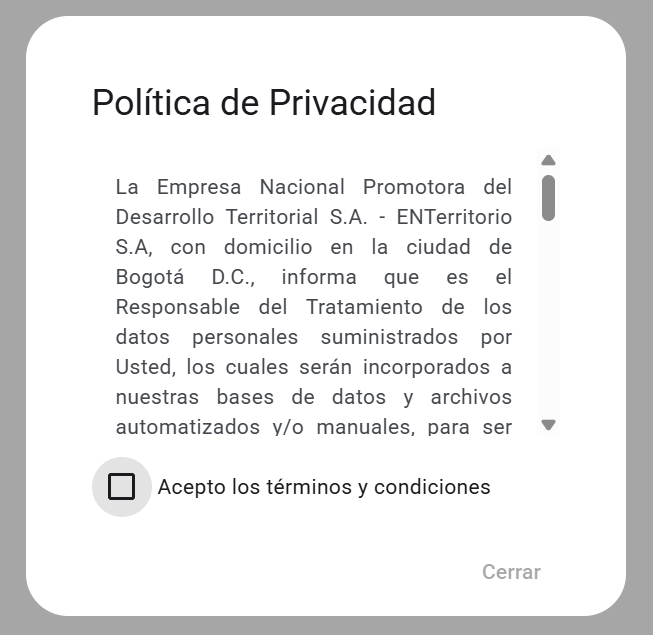 Política de Privacidad
La Empresa Nacional Promotora del
Desarrollo Territorial S.A. - ENTerritorio
S.A, con domicilio en la ciudad de
Bogotá D.C., informa que es el
Responsable del Tratamiento de los
datos personales suministrados por
Usted, los cuales serán incorporados a
nuestras bases de datos y archivos
automatizados y/o manuales, para ser
Acepto los términos y condiciones
Cerrar